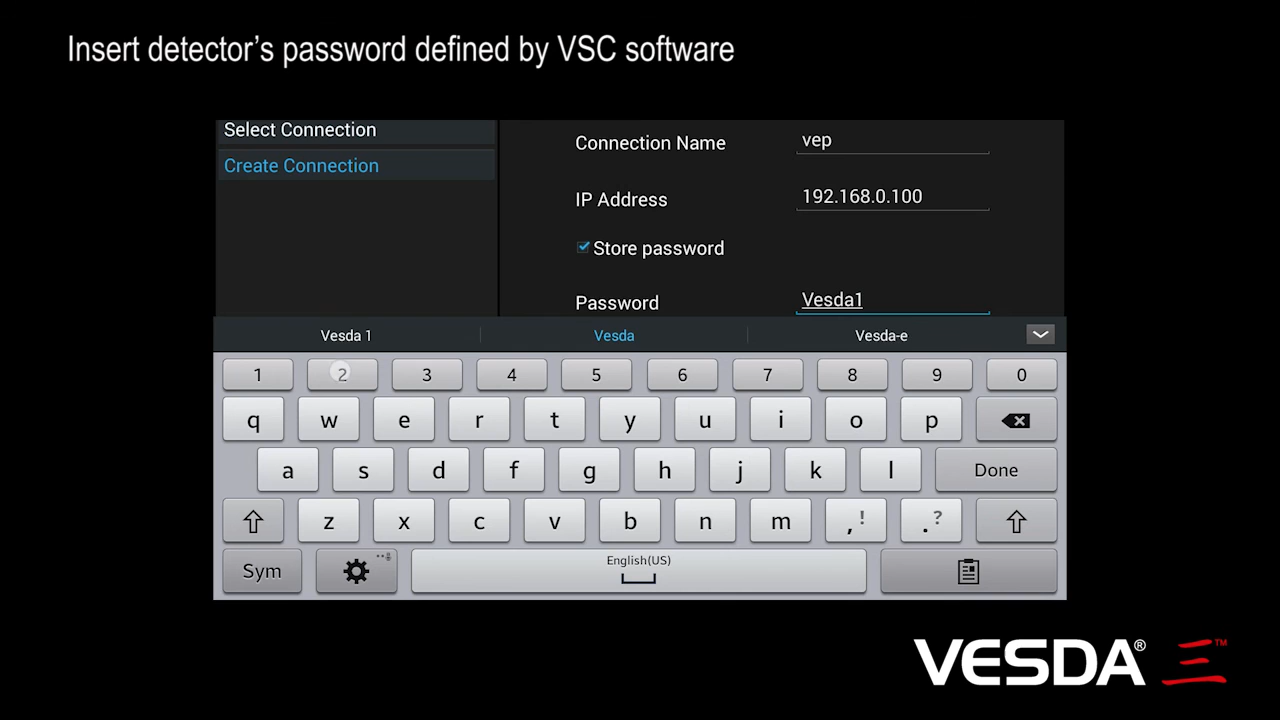 Insert detector's password defined by VSC software
Select Connection
Create Connection
Connection Name vep
IP Address 192.168.0.100
Store password
Password Vesda1
Vesda 1 Vesda Vesda-e
1 2 3 4 5 6 7 8 9 0
q w e r t y u i o p
a s d f g h j k l Done
z x c v b n m , ! . ?
Sym English(US)
VESDA® E™